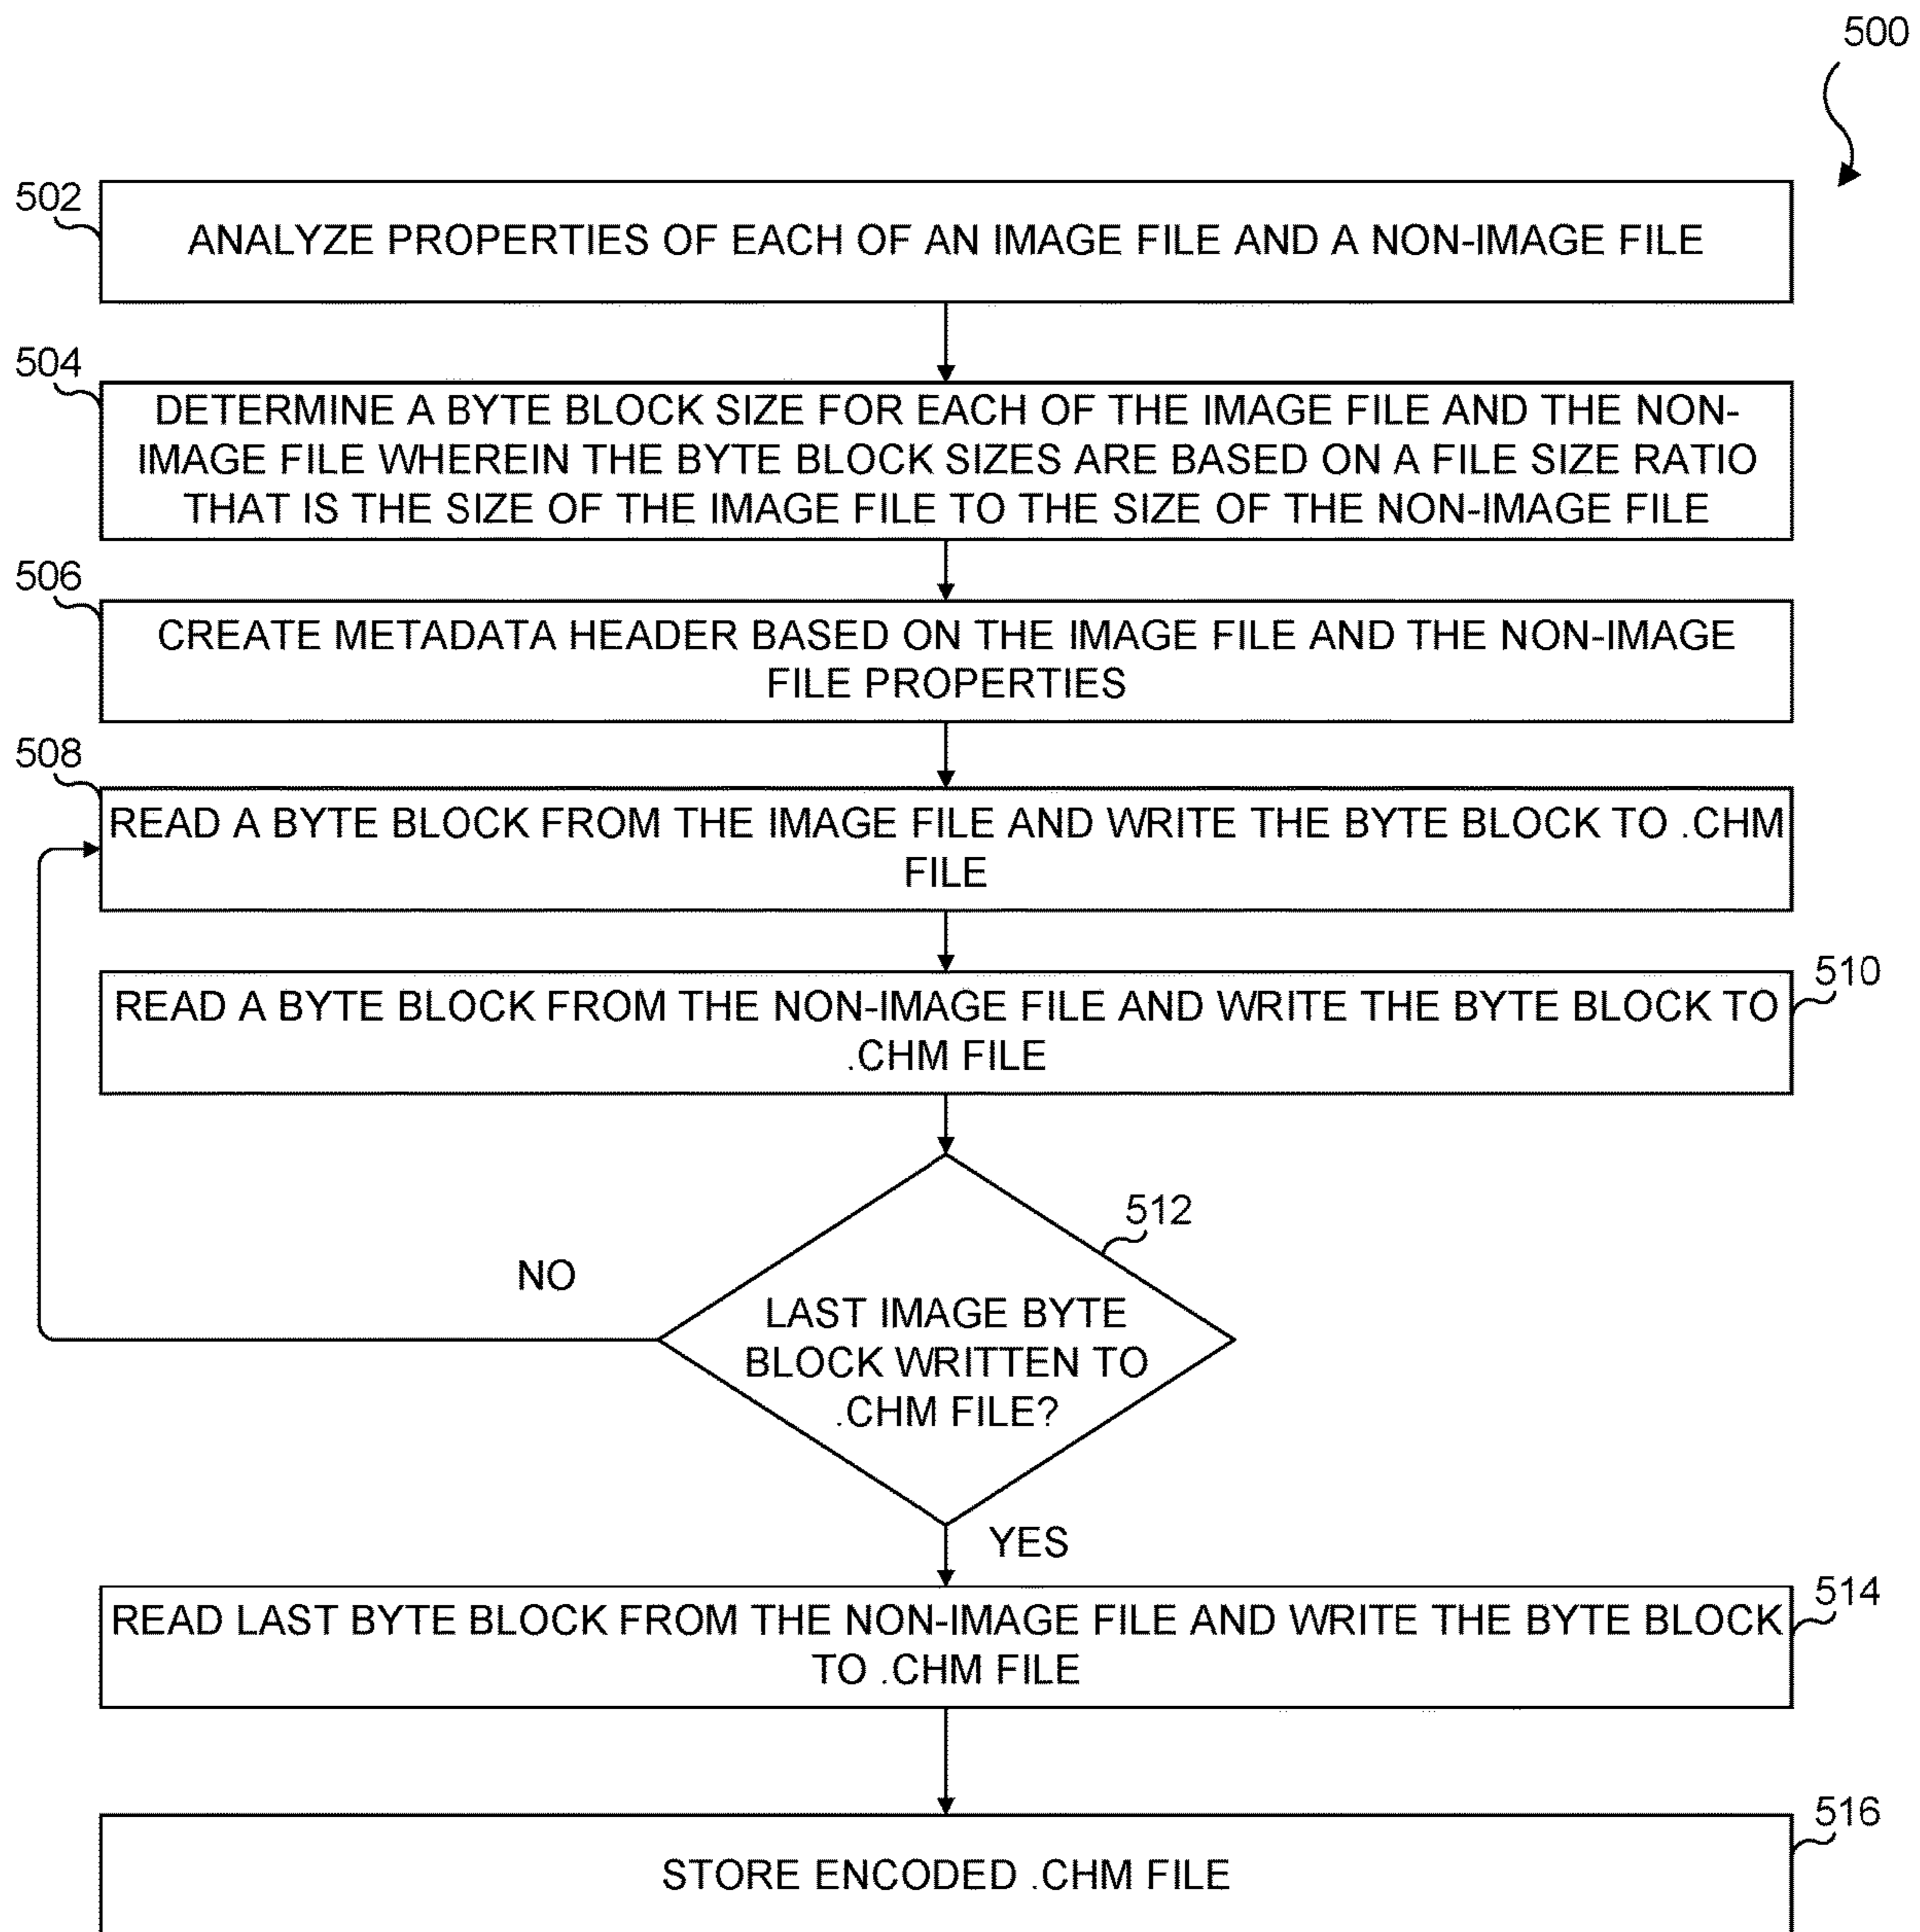 500
502
ANALYZE PROPERTIES OF EACH OF AN IMAGE FILE AND A NON-IMAGE FILE
504
DETERMINE A BYTE BLOCK SIZE FOR EACH OF THE IMAGE FILE AND THE NON-
IMAGE FILE WHEREIN THE BYTE BLOCK SIZES ARE BASED ON A FILE SIZE RATIO
THAT IS THE SIZE OF THE IMAGE FILE TO THE SIZE OF THE NON-IMAGE FILE
506
CREATE METADATA HEADER BASED ON THE IMAGE FILE AND THE NON-IMAGE
FILE PROPERTIES
508
READ A BYTE BLOCK FROM THE IMAGE FILE AND WRITE THE BYTE BLOCK TO .CHM
FILE
510
READ A BYTE BLOCK FROM THE NON-IMAGE FILE AND WRITE THE BYTE BLOCK TO
.CHM FILE
512
NO
LAST IMAGE BYTE
BLOCK WRITTEN TO
.CHM FILE?
YES
514
READ LAST BYTE BLOCK FROM THE NON-IMAGE FILE AND WRITE THE BYTE BLOCK
TO .CHM FILE
516
STORE ENCODED .CHM FILE